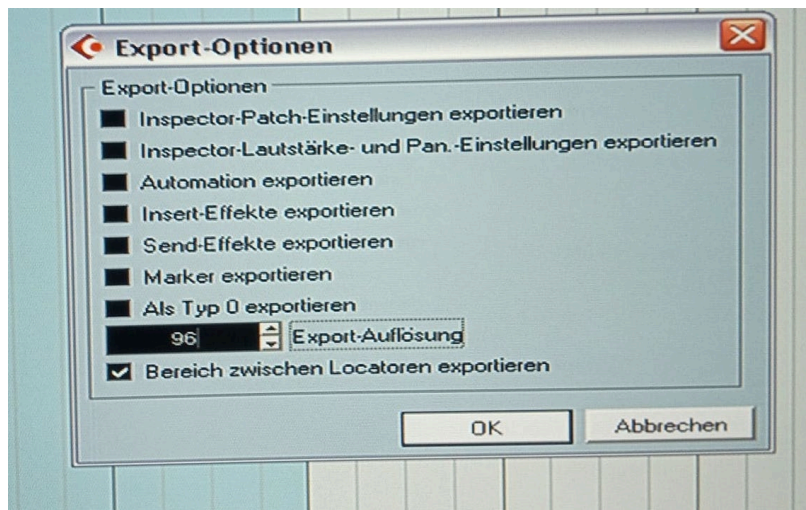 Export-Optionen
Export-Optionen
Inspector-Patch-Einstellungen exportieren
Inspector-Lautstärke- und Pan.-Einstellungen exportieren
Automation exportieren
Insert-Effekte exportieren
Send-Effekte exportieren
Marker exportieren
Als Typ 0 exportieren
96 Export-Auflösung
Bereich zwischen Locatoren exportieren
OK Abbrechen